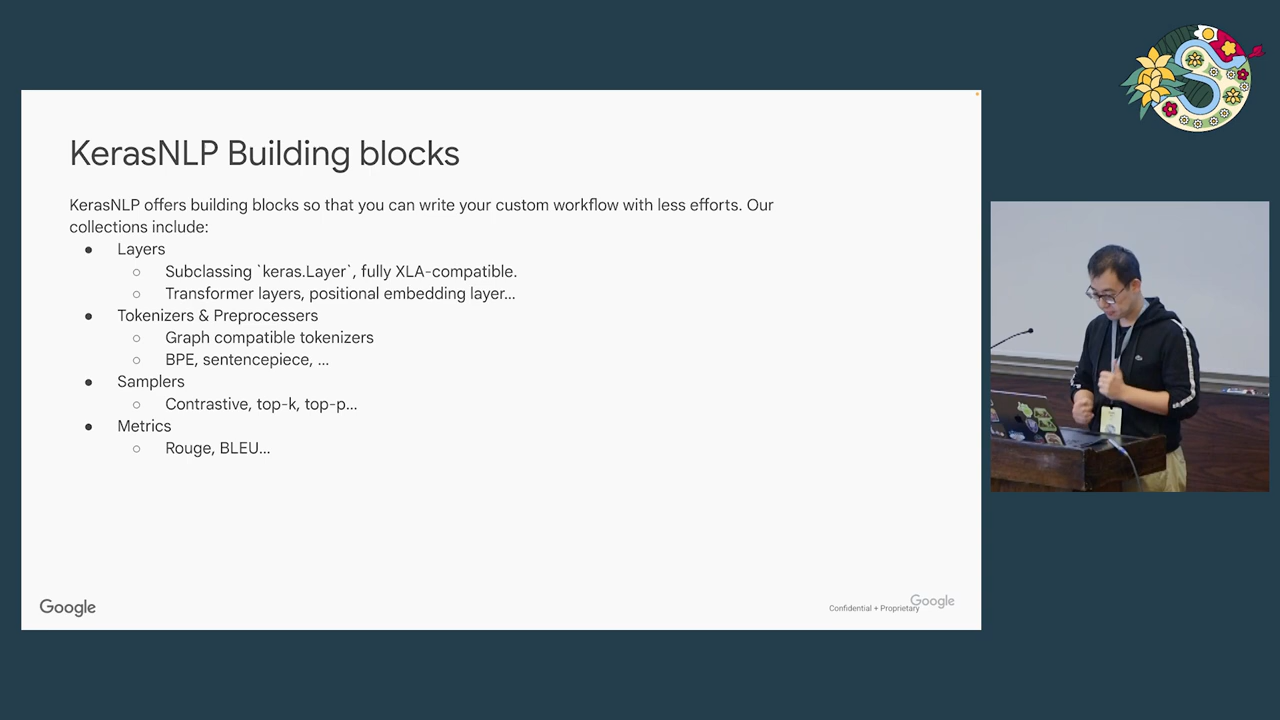 KerasNLP Building blocks
KerasNLP offers building blocks so that you can write your custom workflow with less efforts. Our
collections include:
● Layers
○ Subclassing `keras.Layer`, fully XLA-compatible.
○ Transformer layers, positional embedding layer...
● Tokenizers & Preprocessers
○ Graph compatible tokenizers
○ BPE, sentencepiece, ...
● Samplers
○ Contrastive, top-k, top-p...
● Metrics
○ Rouge, BLEU...
Google
Confidential + Proprietary
Google